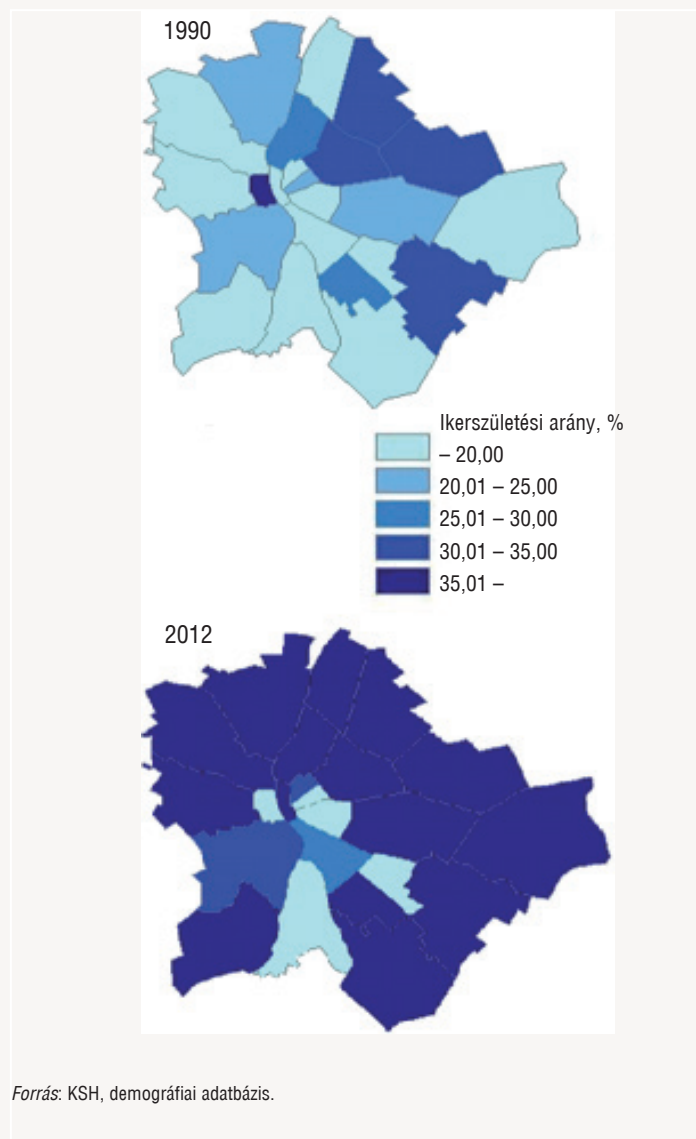 1990
Ikerszületési arány, %
– 20,00
20,01 – 25,00
25,01 – 30,00
30,01 – 35,00
35,01 –
2012
Forrás: KSH, demográfiai adatbázis.